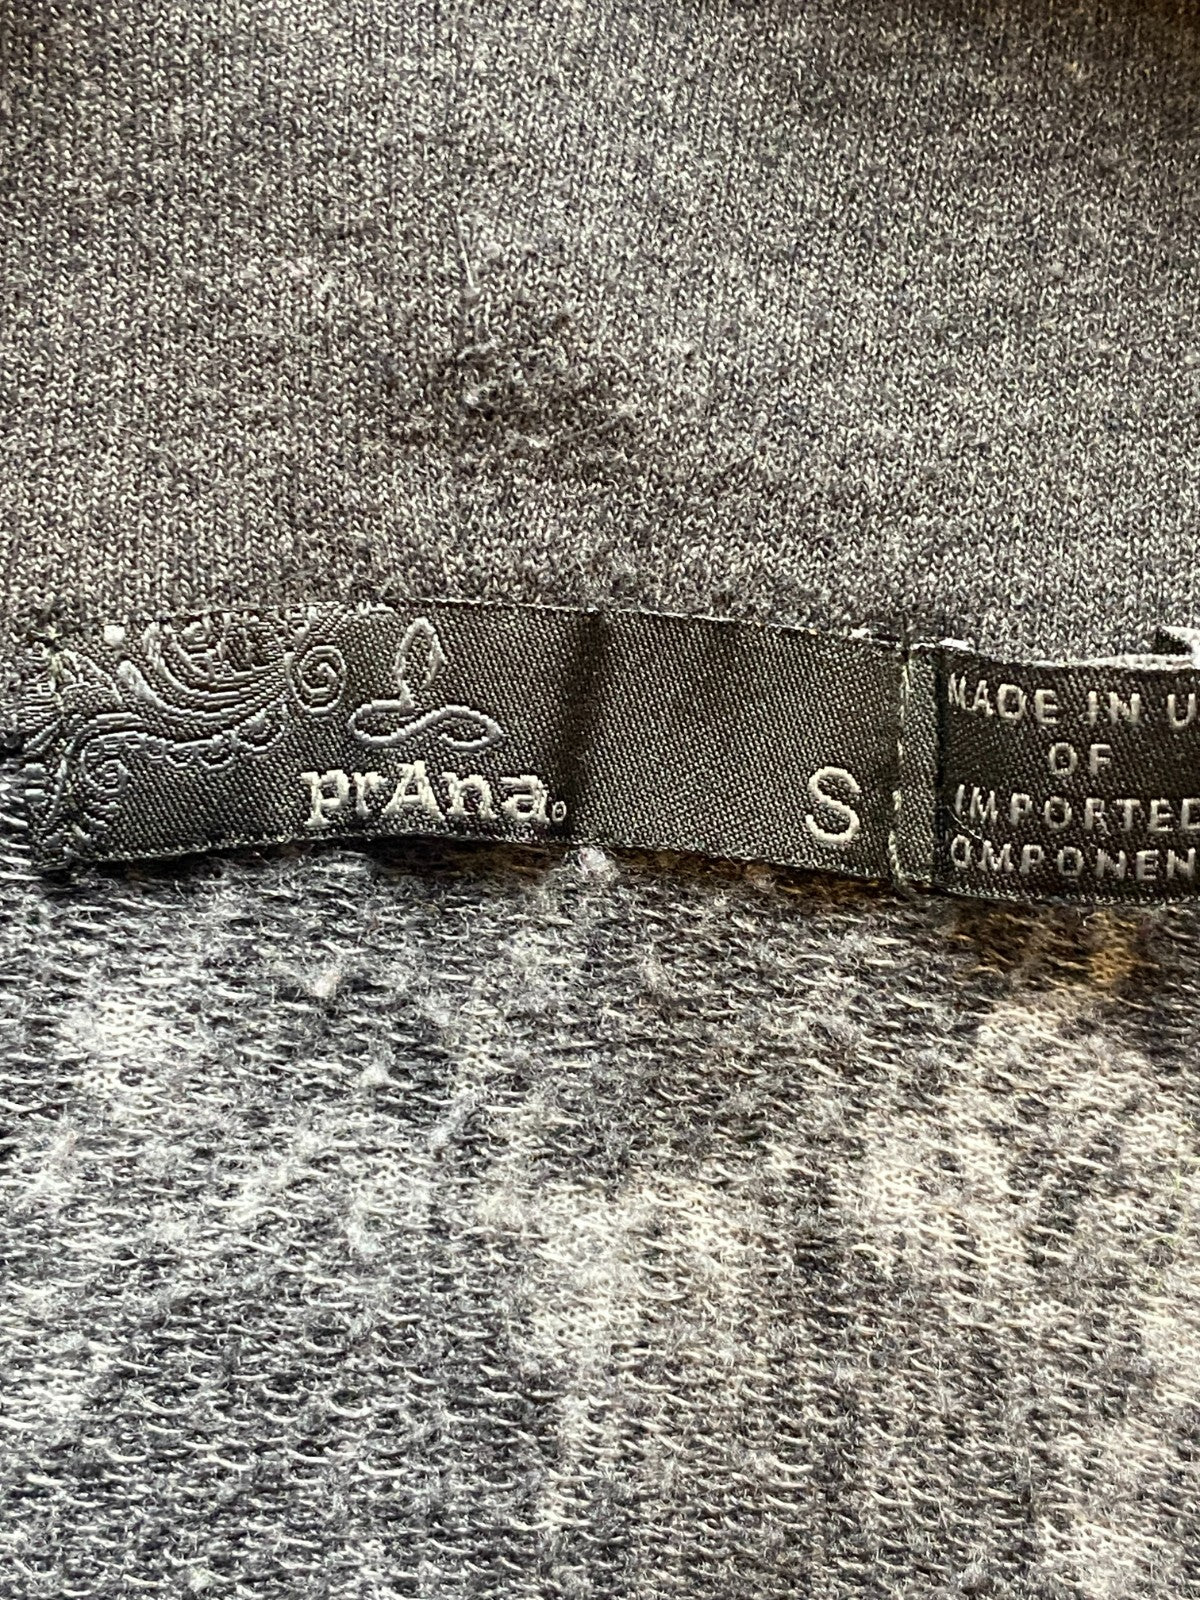 prAna
S
MADE IN U
OF
IMPORTED
OMPONEN